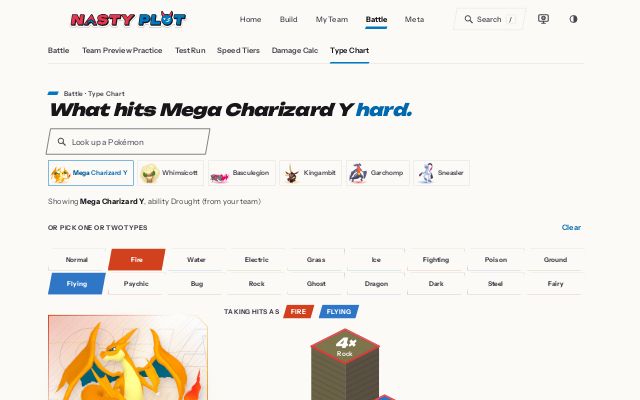 NASTY PLOT
Home Build My Team Battle Meta Search /
Battle Team Preview Practice Test Run Speed Tiers Damage Calc Type Chart
Battle · Type Chart
What hits Mega Charizard Y hard.
Look up a Pokémon
Mega Charizard Y Whimsicott Basculegion Kingambit Garchomp Sneasler
Showing Mega Charizard Y, ability Drought (from your team)
OR PICK ONE OR TWO TYPES Clear
Normal Fire Water Electric Grass Ice Fighting Poison Ground
Flying Psychic Bug Rock Ghost Dragon Dark Steel Fairy
TAKING HITS AS FIRE FLYING
4×
Rock